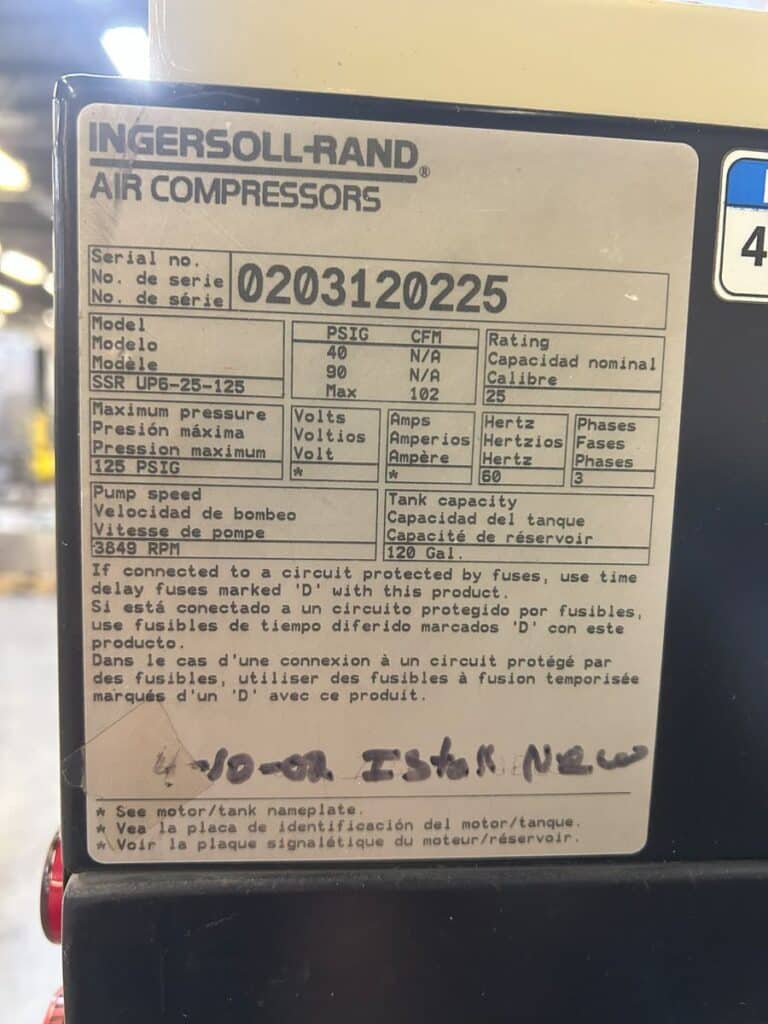 INGERSOLL-RAND®
AIR COMPRESSORS
Serial no.
No. de serie
No. de série
0203120225
Model
Modelo
Modèle
SSR UP6-25-125
PSIG CFM
40 N/A
90 N/A
Max 102
Rating
Capacidad nominal
Calibre
25
Maximum pressure
Presión máxima
Pression maximum
125 PSIG
Volts
Voltios
Volt
*
Amps
Amperios
Ampère
*
Hertz
Hertzios
Hertz
60
Phases
Fases
Phases
3
Pump speed
Velocidad de bombeo
Vitesse de pompe
3849 RPM
Tank capacity
Capacidad del tanque
Capacité de réservoir
120 Gal.
If connected to a circuit protected by fuses, use time
delay fuses marked 'D' with this product.
Si está conectado a un circuito protegido por fusibles,
use fusibles de tiempo diferido marcados 'D' con este
producto.
Dans le cas d'une connexion à un circuit protégé par
des fusibles, utiliser des fusibles à fusion temporisée
marqués d'un 'D' avec ce produit.
4-10-02 Istall New
* See motor/tank nameplate.
* Vea la placa de identificación del motor/tanque.
* Voir la plaque signalétique du moteur/réservoir.
4